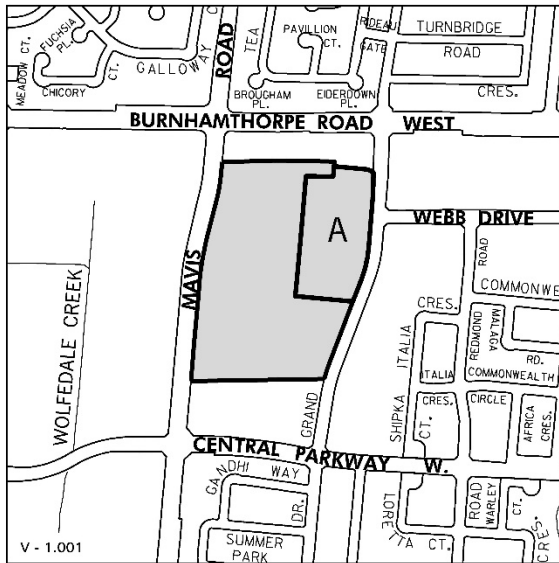 MEADOW CT.
FUCHSIA PL.
CHICORY
CT.
GALLOWAY
C
ROAD
TEA
PAVILLION CT.
BROUGHAM PL.
EIDERDOWN PL.
RIDEAU GATE
TURNBRIDGE
ROAD
CRES.
BURNHAMTHORPE ROAD WEST
A
WEBB DRIVE
MAVIS
WOLFEDALE CREEK
ROAD
COMMONWE
CRES.
ITALIA
SHIPKA
CT.
REDMOND
MALAGA
RD.
ITALIA
COMMONWEALTH
CRES.
CIRCLE
AFRICA
CRES.
GRAND
CENTRAL PARKWAY W.
GANDHI WAY
DR.
SUMMER
PARK
LORELLA CT.
ROAD
WARLEY
CT.
CRES.
V - 1.001